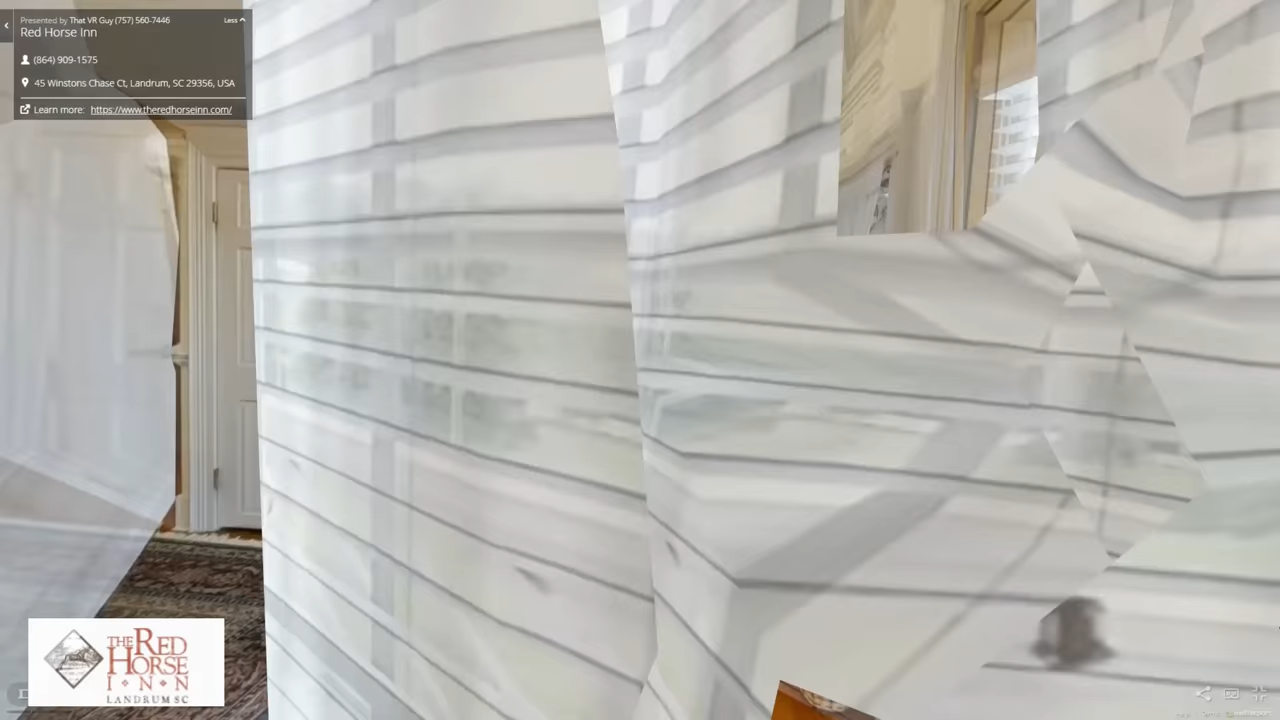 Presented by That VR Guy (757) 560-7446
Less
Red Horse Inn
(864) 909-1575
45 Winstons Chase Ct, Landrum, SC 29356, USA
Learn more: https://www.theredhorseinn.com/
THE RED
HORSE
I·N·N
LANDRUM SC